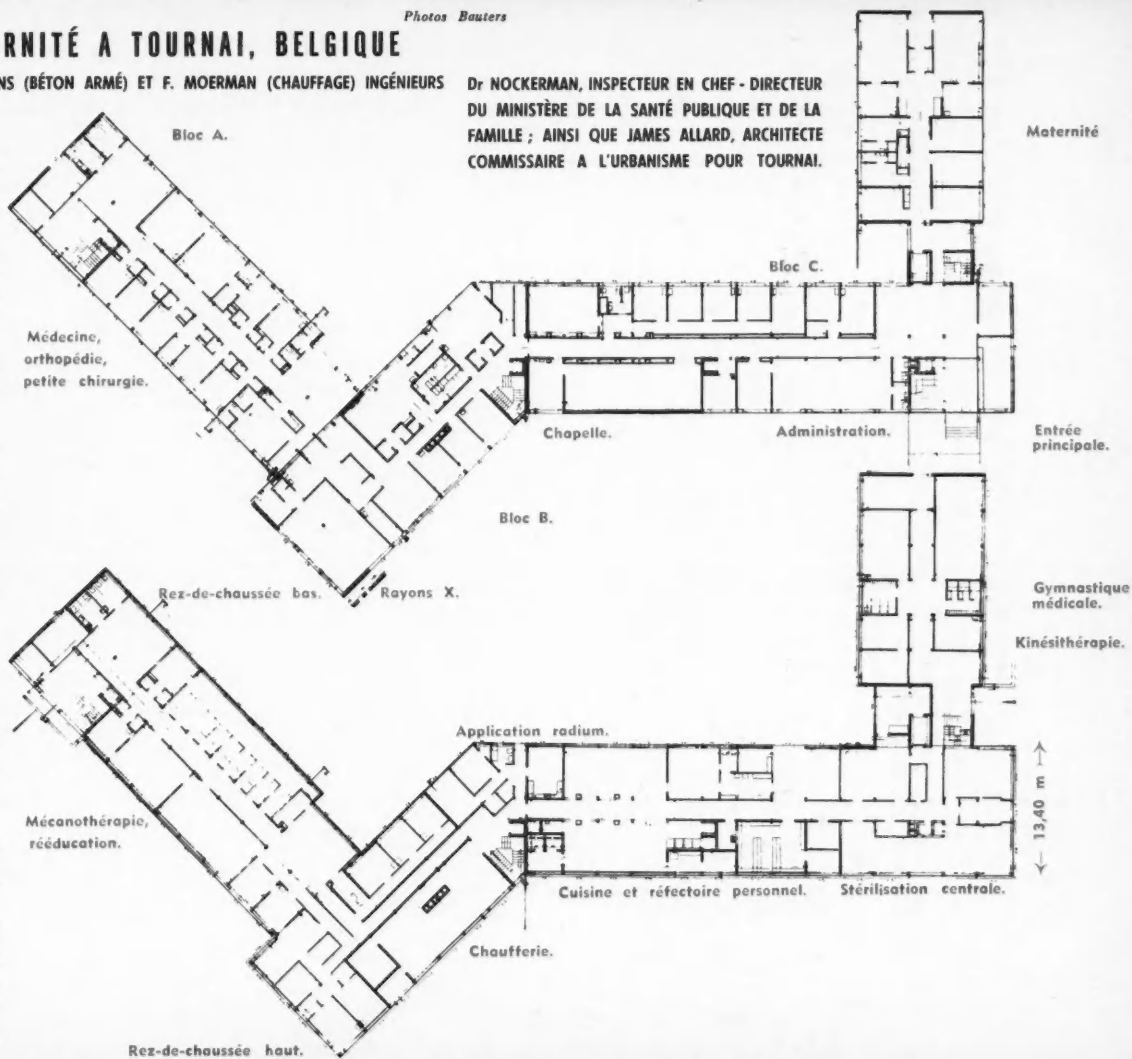 Photos Bauters
RNITÉ A TOURNAI, BELGIQUE
NS (BÉTON ARMÉ) ET F. MOERMAN (CHAUFFAGE) INGÉNIEURS
Dr NOCKERMAN, INSPECTEUR EN CHEF - DIRECTEUR
DU MINISTÈRE DE LA SANTÉ PUBLIQUE ET DE LA
FAMILLE ; AINSI QUE JAMES ALLARD, ARCHITECTE
COMMISSAIRE A L'URBANISME POUR TOURNAI.
Bloc A.
Maternité
Bloc C.
Médecine,
orthopédie,
petite chirurgie.
Chapelle.
Administration.
Entrée
principale.
Bloc B.
Rez-de-chaussée bas.
Rayons X.
Gymnastique
médicale.
Kinésithérapie.
Application radium.
13,40 m
Mécanothérapie,
rééducation.
Cuisine et réfectoire personnel.
Stérilisation centrale.
Chaufferie.
Rez-de-chaussée haut.